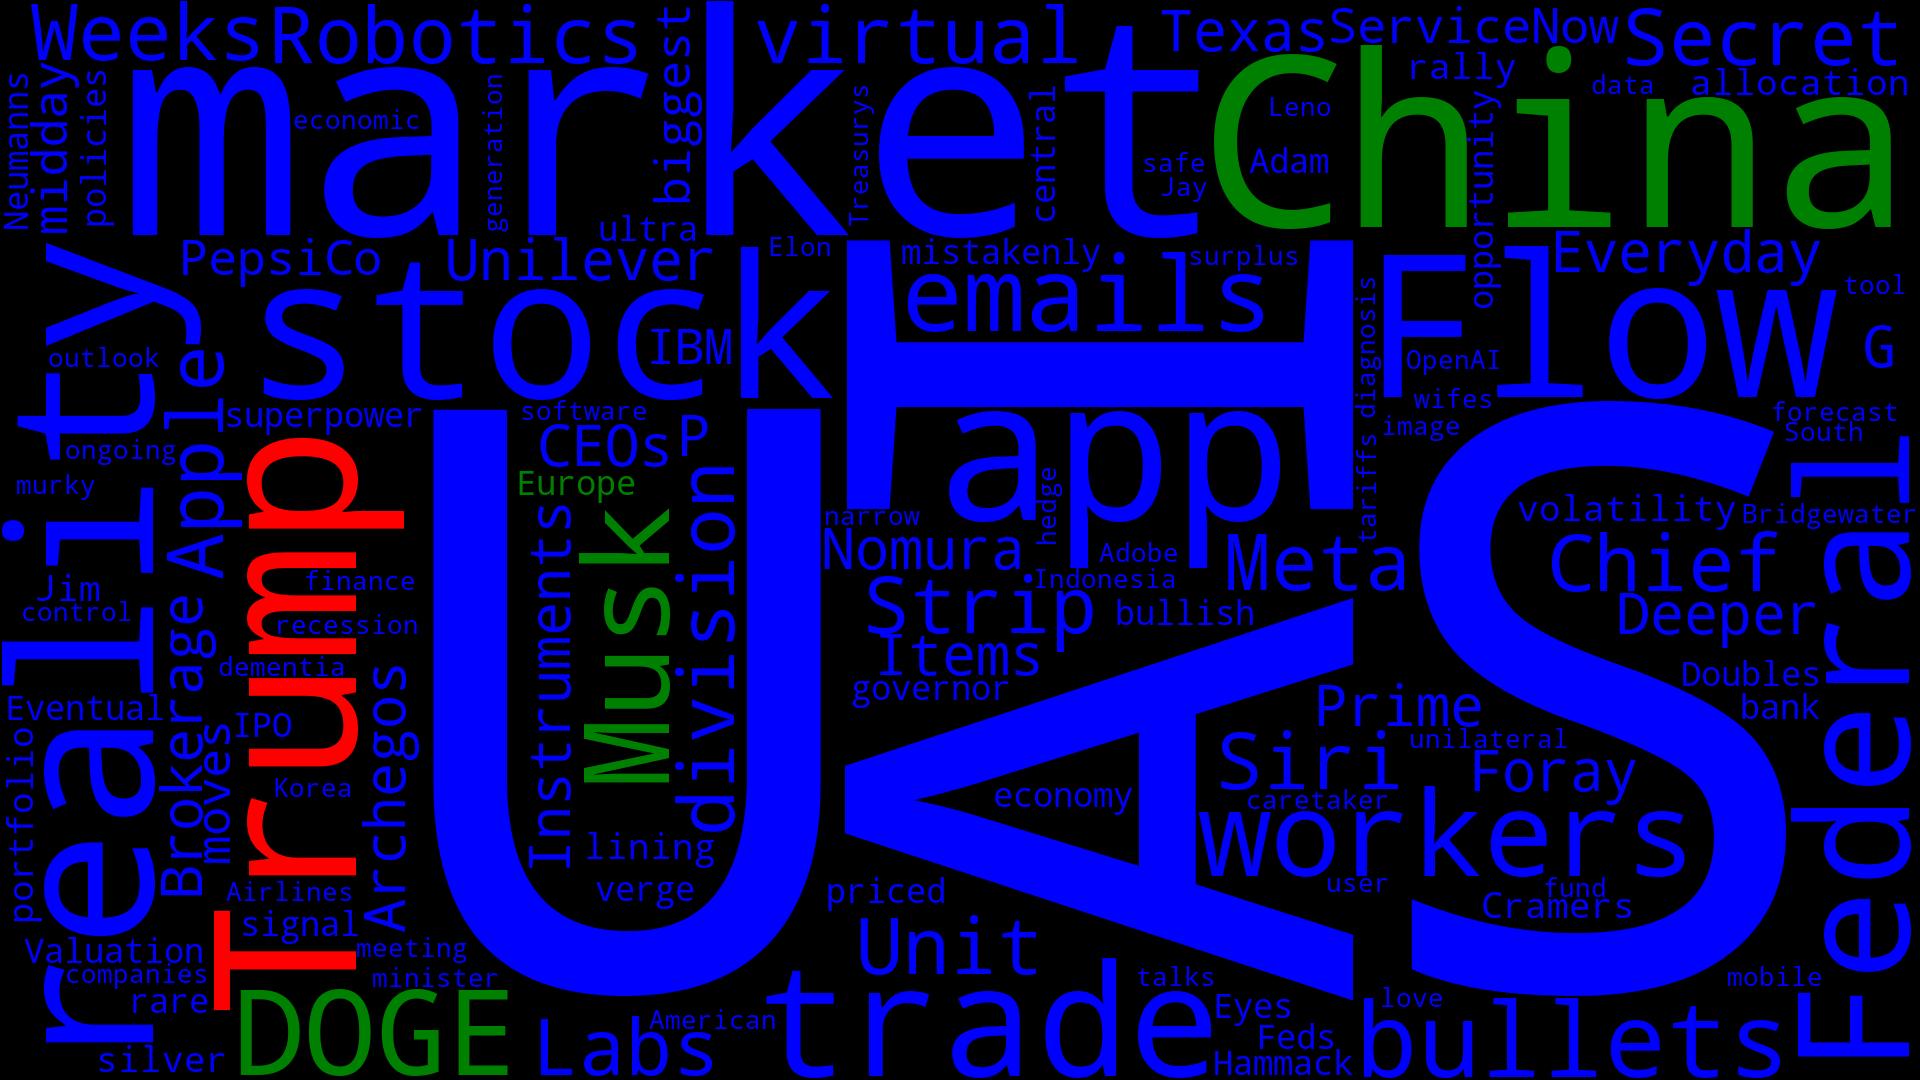 Weeks
Robotics
biggest
market
virtual
Texas
ServiceNow
Secret
Neumanns
midday
policies
economic
generation
Treasurys
central
safe
Jay
Leno
Adam
China
rally
data
allocation
opportunity
ultra
PepsiCo
Unilever
Elon
mistakenly
surplus
emails
Everyday
tool
reality
outlook
Apple
stock
IBM
AI
tariffs
diagnosis
Flow
OpenAI
G
superpower
software
CEOs
P
app
wifes
image
forecast
South
ongoing
murky
Trump
Europe
US
Musk
division
Instruments
narrow
hedge
Nomura
Adobe
Indonesia
Meta
volatility
Bridgewater
Chief
Federal
Jim
control
finance
Strip
bullish
Deeper
recession
Items
dementia
governor
Doubles
Eventual
Brokerage
moves
IPO
Archegos
Prime
bank
Siri
unilateral
Foray
portfolio
Korea
economy
caretaker
workers
lining
verge
priced
user
fund
Cramers
Airlines
signal
Valuation
companies
meeting
minister
Unit
talks
mobile
rare
silver
DOGE
Labs
American
trade
Eyes
Feds
Hammack
love
bullets